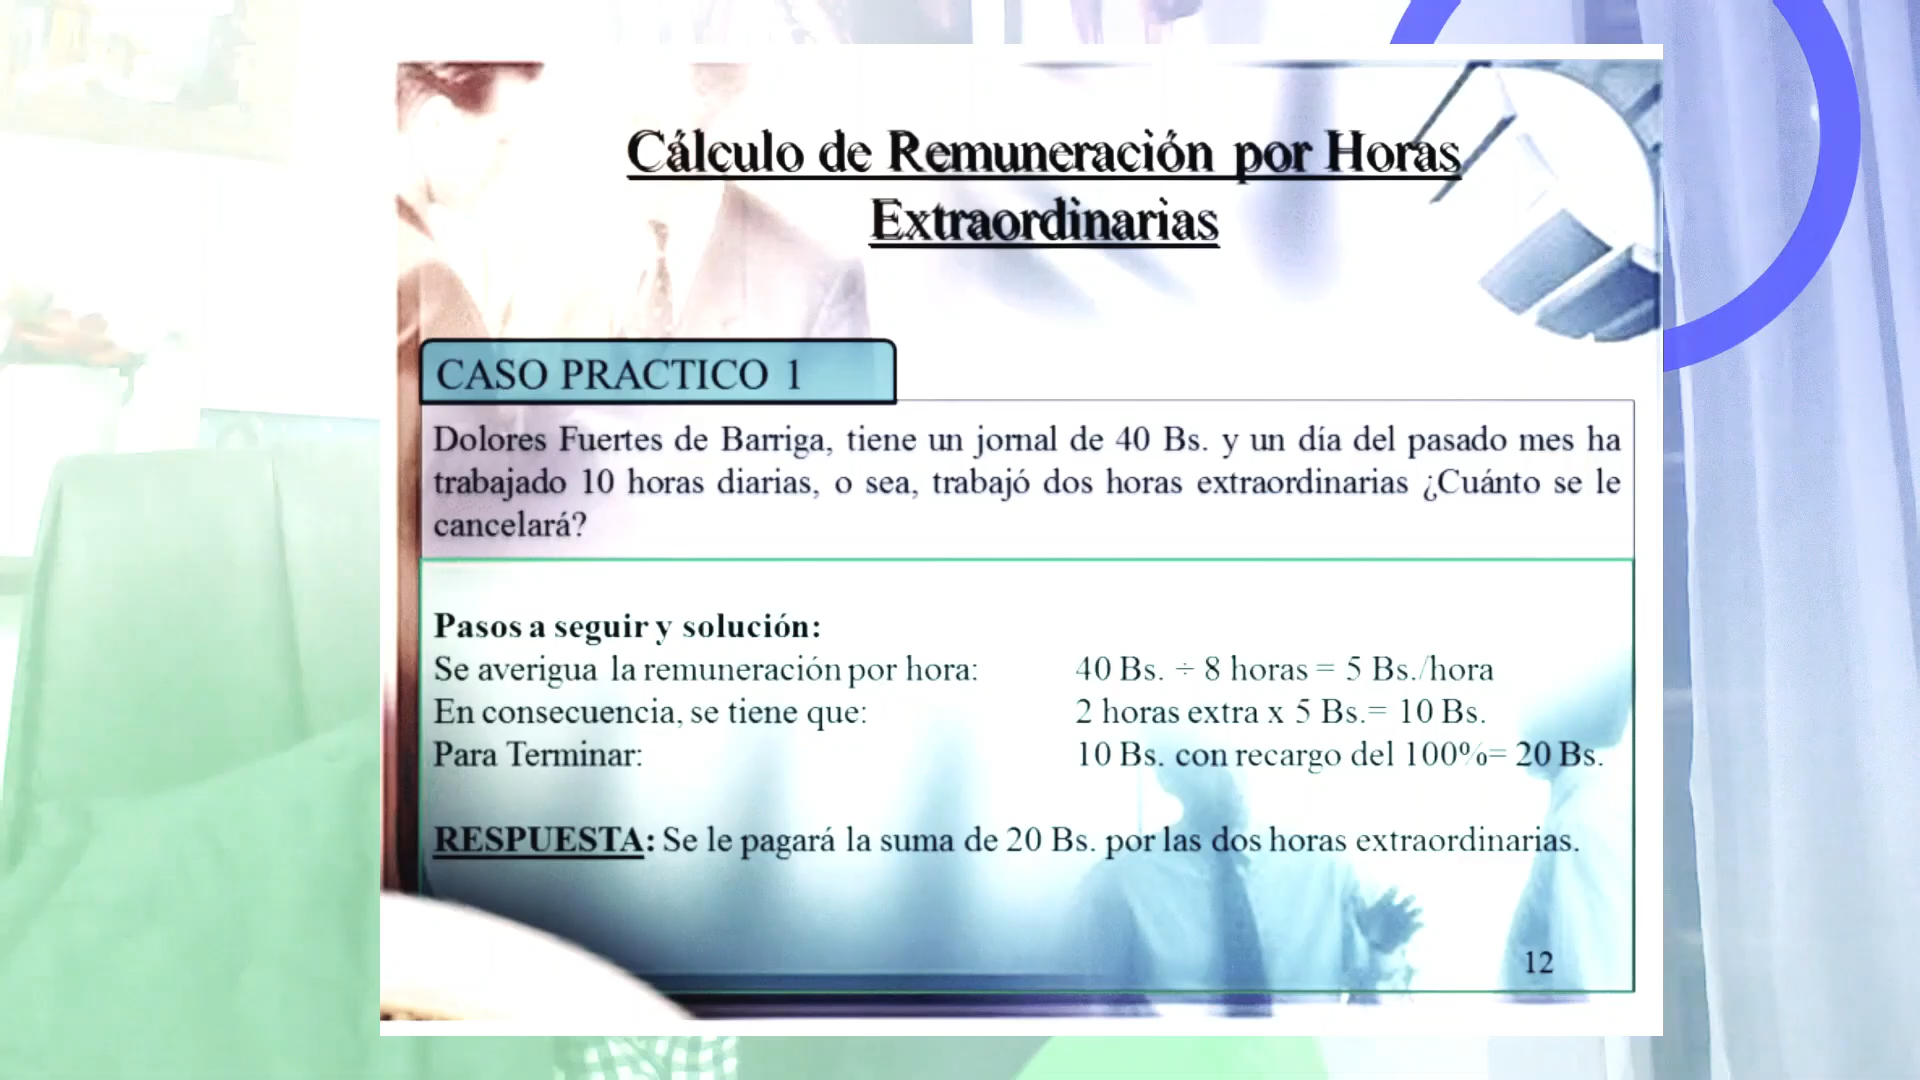 Cálculo de Remuneración por Horas
Extraordinarias
CASO PRACTICO 1
Dolores Fuertes de Barriga, tiene un jornal de 40 Bs. y un día del pasado mes ha
trabajado 10 horas diarias, o sea, trabajó dos horas extraordinarias ¿Cuánto se le
cancelará?
Pasos a seguir y solución:
Se averigua la remuneración por hora: 40 Bs. ÷ 8 horas = 5 Bs./hora
En consecuencia, se tiene que: 2 horas extra x 5 Bs.= 10 Bs.
Para Terminar: 10 Bs. con recargo del 100%= 20 Bs.
RESPUESTA: Se le pagará la suma de 20 Bs. por las dos horas extraordinarias.
12